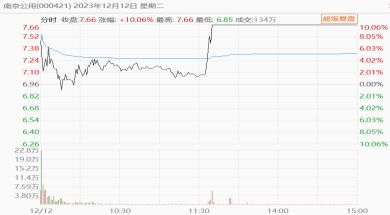 南京公用(000421) 2023年12月12日 星期二
分时 收盘:7.66 涨幅: +10.06% 最高: 7.66 最低: 6.85 成交:134万 超级复盘
7.66 10.06%
7.52 8.05%
7.38 6.03%
7.24 4.02%
7.10 2.01%
6.96 0.00%
6.82 2.01%
6.68 4.02%
6.54 6.03%
6.40 8.05%
6.26 10.06%
22.8万
19.0万
15.2万
11.4万
7.59万
3.80万
12/12 10:30 11:30 14:00 15:00